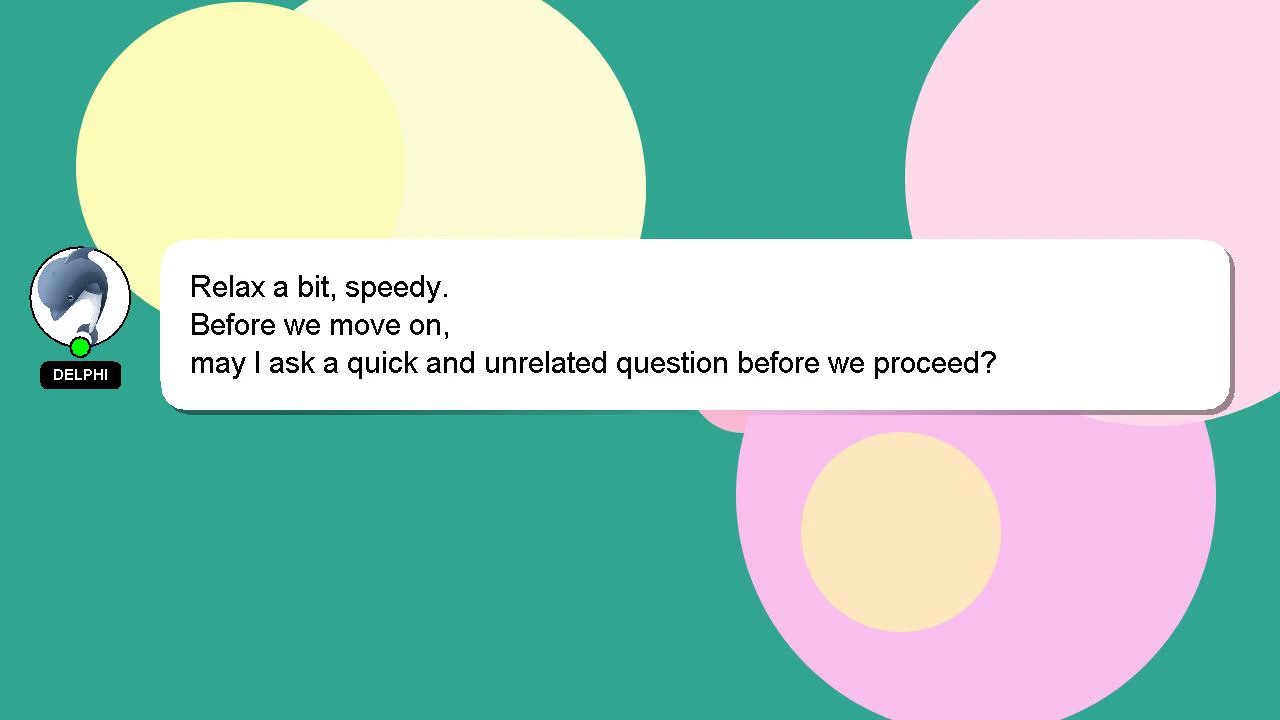 Relax a bit, speedy.
Before we move on,
may I ask a quick and unrelated question before we proceed?
DELPHI